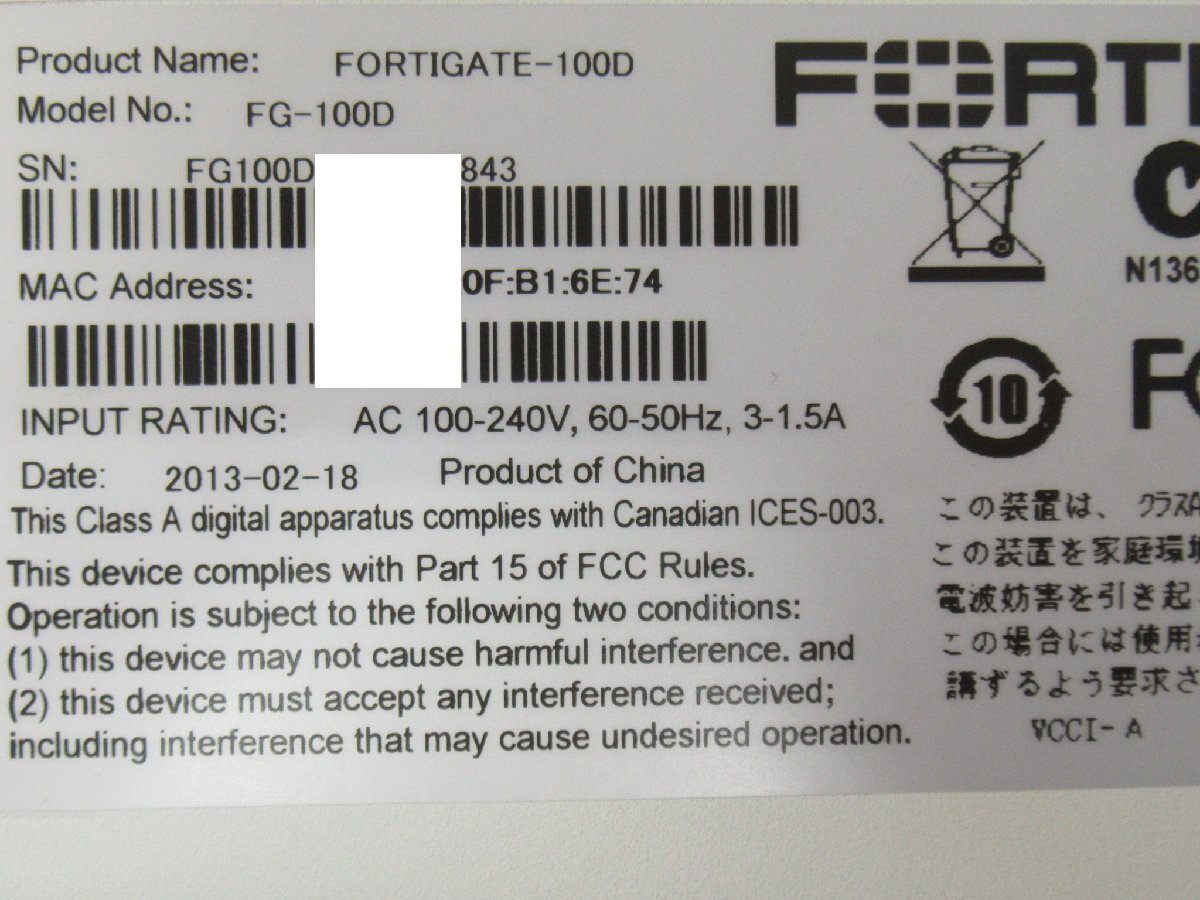 Product Name: FORTIGATE-100D
FORTI
Model No.: FG-100D
SN: FG100D 843
MAC Address: 0F:B1:6E:74
N136
10
F
INPUT RATING: AC 100-240V, 60-50Hz, 3-1.5A
Date: 2013-02-18 Product of China
This Class A digital apparatus complies with Canadian ICES-003.
This device complies with Part 15 of FCC Rules.
Operation is subject to the following two conditions:
(1) this device may not cause harmful interference. and
(2) this device must accept any interference received;
including interference that may cause undesired operation.
この装置は、クラスA
この装置を家庭環境
電波妨害を引き起
この場合には使用
講ずるよう要求さ
VCCI-A